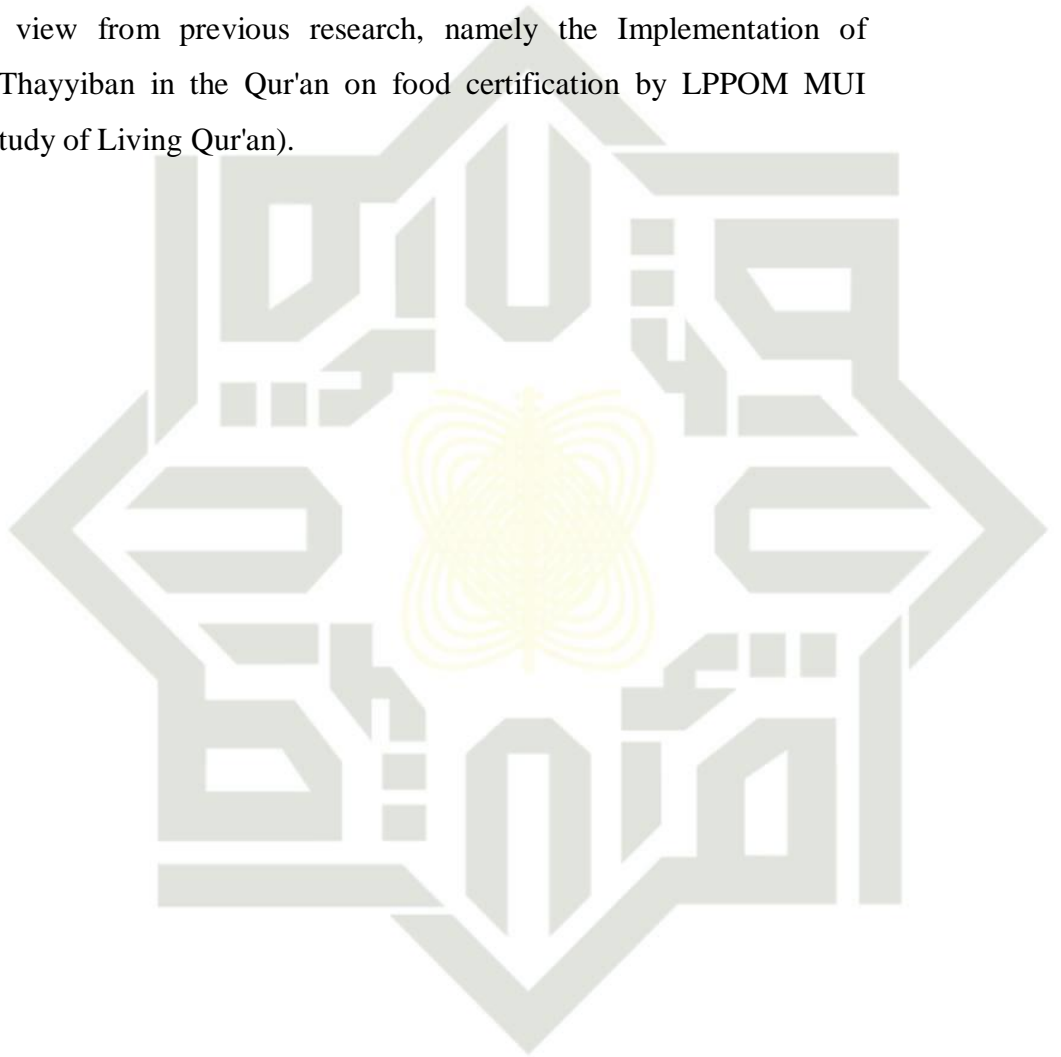 view from previous research, namely the Implementation of
Thayyiban in the Qur'an on food certification by LPPOM MUI
tudy of Living Qur'an).